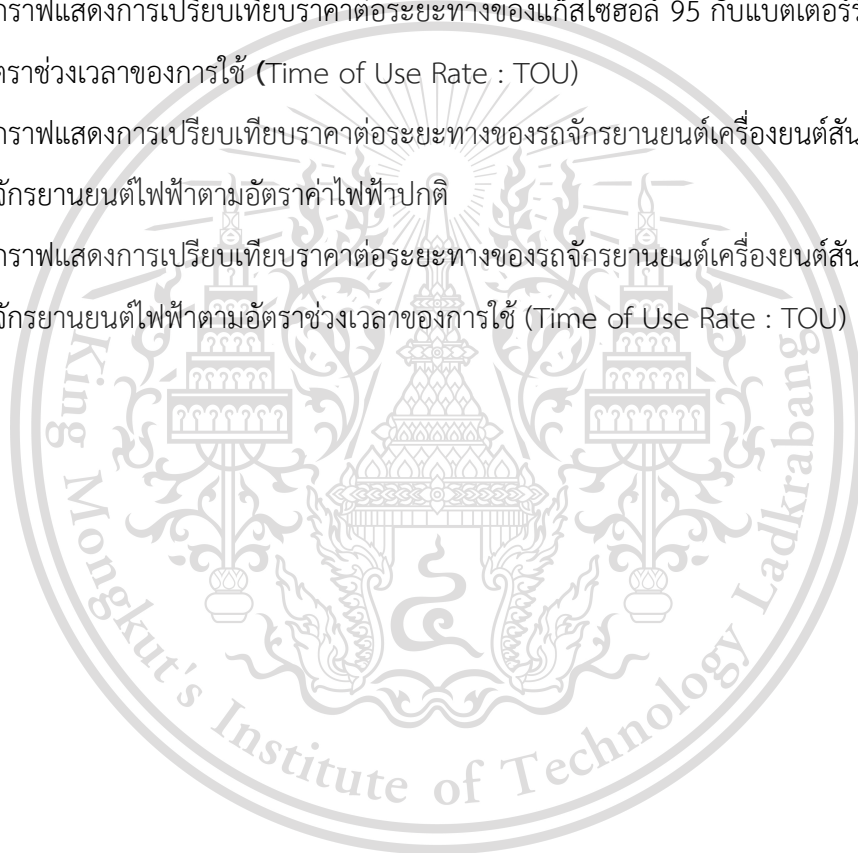 กราฟแสดงการเปรียบเทียบราคาต่อระยะทางของแก๊สโซฮอล์ 95 กับแบตเตอร์
ตราช่วงเวลาของการใช้ (Time of Use Rate : TOU)
กราฟแสดงการเปรียบเทียบราคาต่อระยะทางของรถจักรยานยนต์เครื่องยนต์สัน
จักรยานยนต์ไฟฟ้าตามอัตราค่าไฟฟ้าปกติ
กราฟแสดงการเปรียบเทียบราคาต่อระยะทางของรถจักรยานยนต์เครื่องยนต์สัน
จักรยานยนต์ไฟฟ้าตามอัตราช่วงเวลาของการใช้ (Time of Use Rate : TOU)
King Mongkut's Institute of Technology Ladkrabang